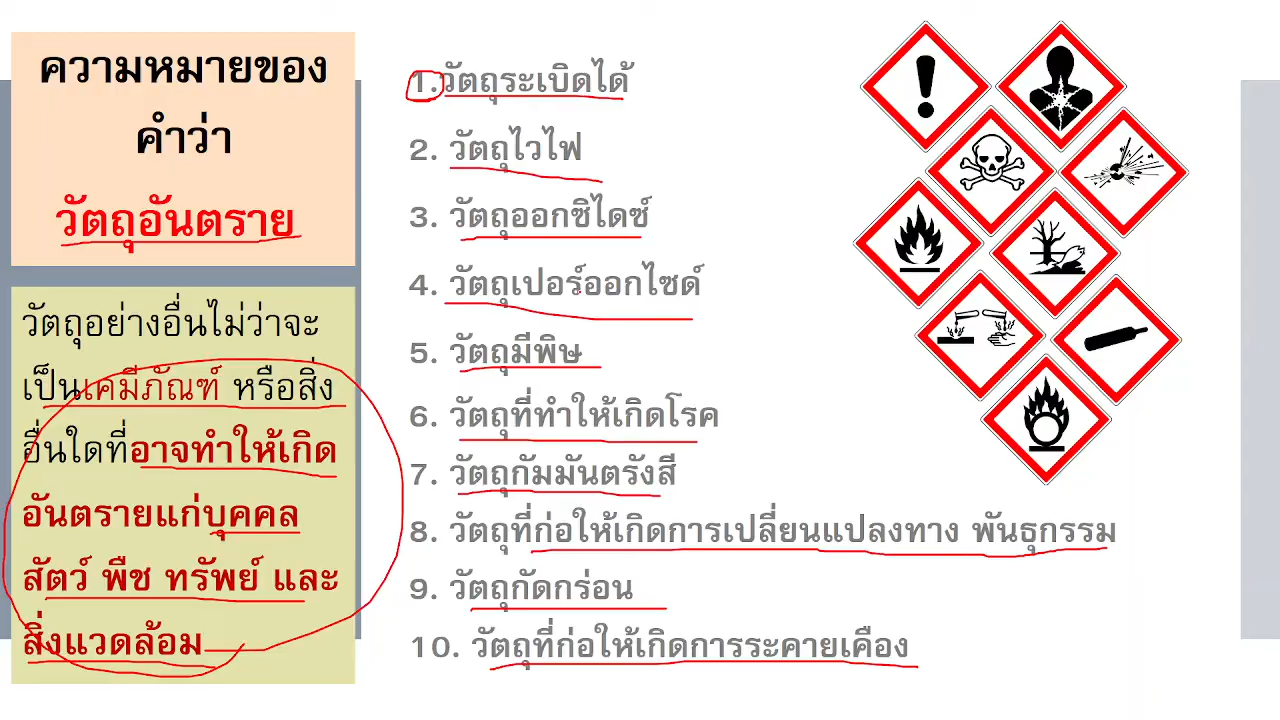 ความหมายของ
คำว่า
วัตถุอันตราย
วัตถุอย่างอื่นไม่ว่าจะ
เป็นเคมีภัณฑ์ หรือสิ่ง
อื่นใดที่อาจทำให้เกิด
อันตรายแก่บุคคล
สัตว์ พืช ทรัพย์ และ
สิ่งแวดล้อม
1.วัตถุระเบิดได้
2. วัตถุไวไฟ
3. วัตถุออกซิไดซ์
4. วัตถุเปอร์ออกไซด์
5. วัตถุมีพิษ
6. วัตถุที่ทำให้เกิดโรค
7. วัตถุกัมมันตรังสี
8. วัตถุที่ก่อให้เกิดการเปลี่ยนแปลงทาง พันธุกรรม
9. วัตถุกัดกร่อน
10. วัตถุที่ก่อให้เกิดการระคายเคือง